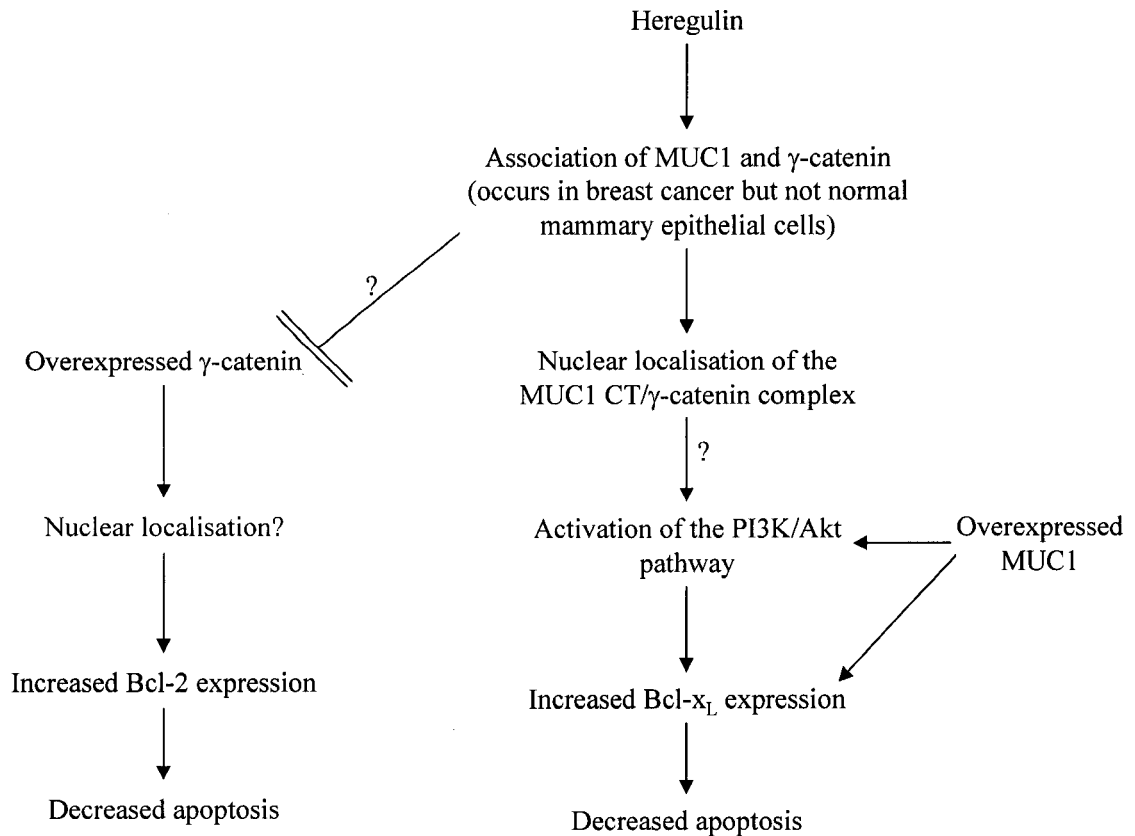 Heregulin
Association of MUC1 and γ-catenin
(occurs in breast cancer but not normal
mammary epithelial cells)
?
Overexpressed γ-catenin
Nuclear localisation of the
MUC1 CT/γ-catenin complex
?
Nuclear localisation?
Activation of the PI3K/Akt
pathway
Overexpressed
MUC1
Increased Bcl-2 expression
Increased Bcl-xL expression
Decreased apoptosis
Decreased apoptosis